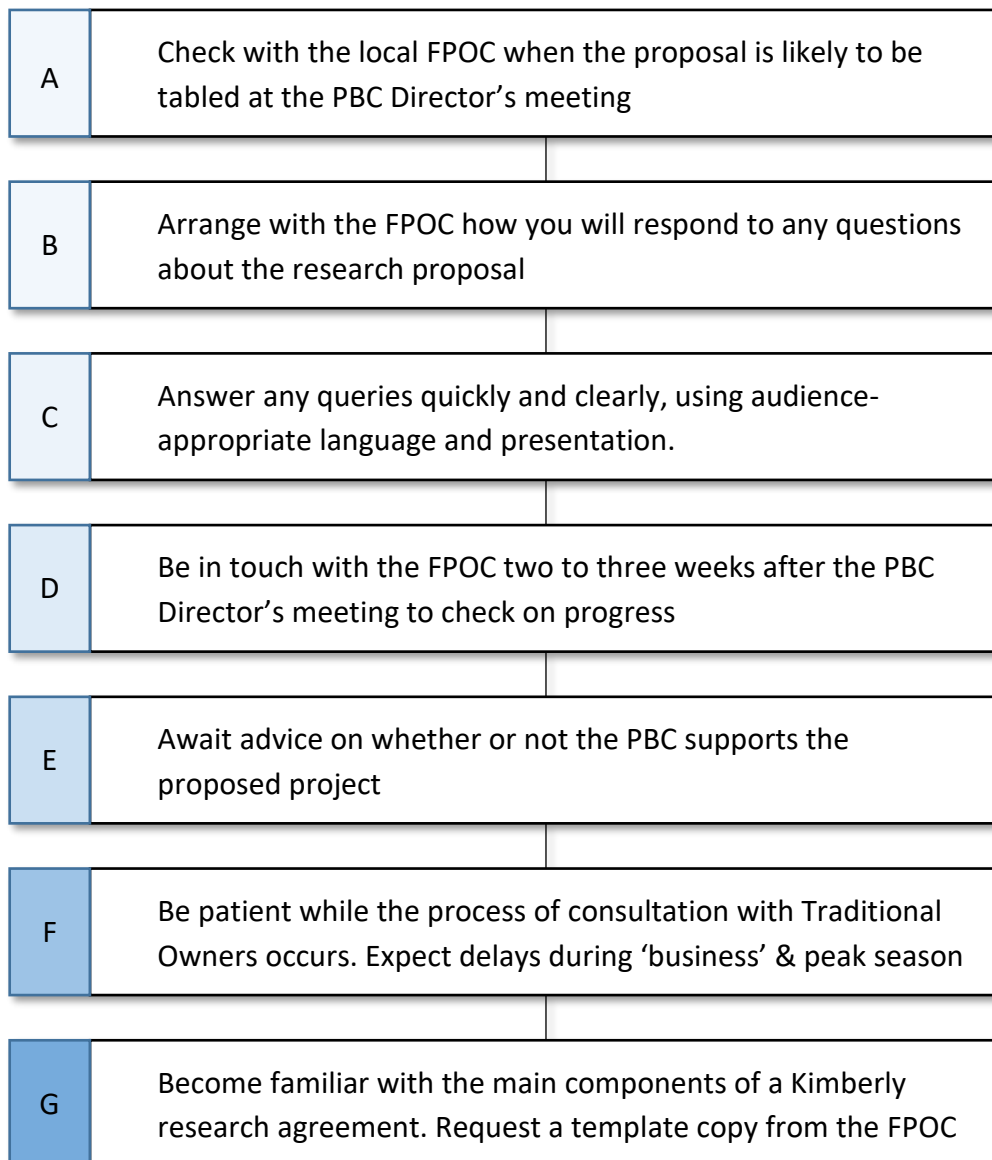 A
Check with the local FPOC when the proposal is likely to be
tabled at the PBC Director’s meeting
B
Arrange with the FPOC how you will respond to any questions
about the research proposal
C
Answer any queries quickly and clearly, using audience-
appropriate language and presentation.
D
Be in touch with the FPOC two to three weeks after the PBC
Director’s meeting to check on progress
E
Await advice on whether or not the PBC supports the
proposed project
F
Be patient while the process of consultation with Traditional
Owners occurs. Expect delays during ‘business’ & peak season
G
Become familiar with the main components of a Kimberly
research agreement. Request a template copy from the FPOC